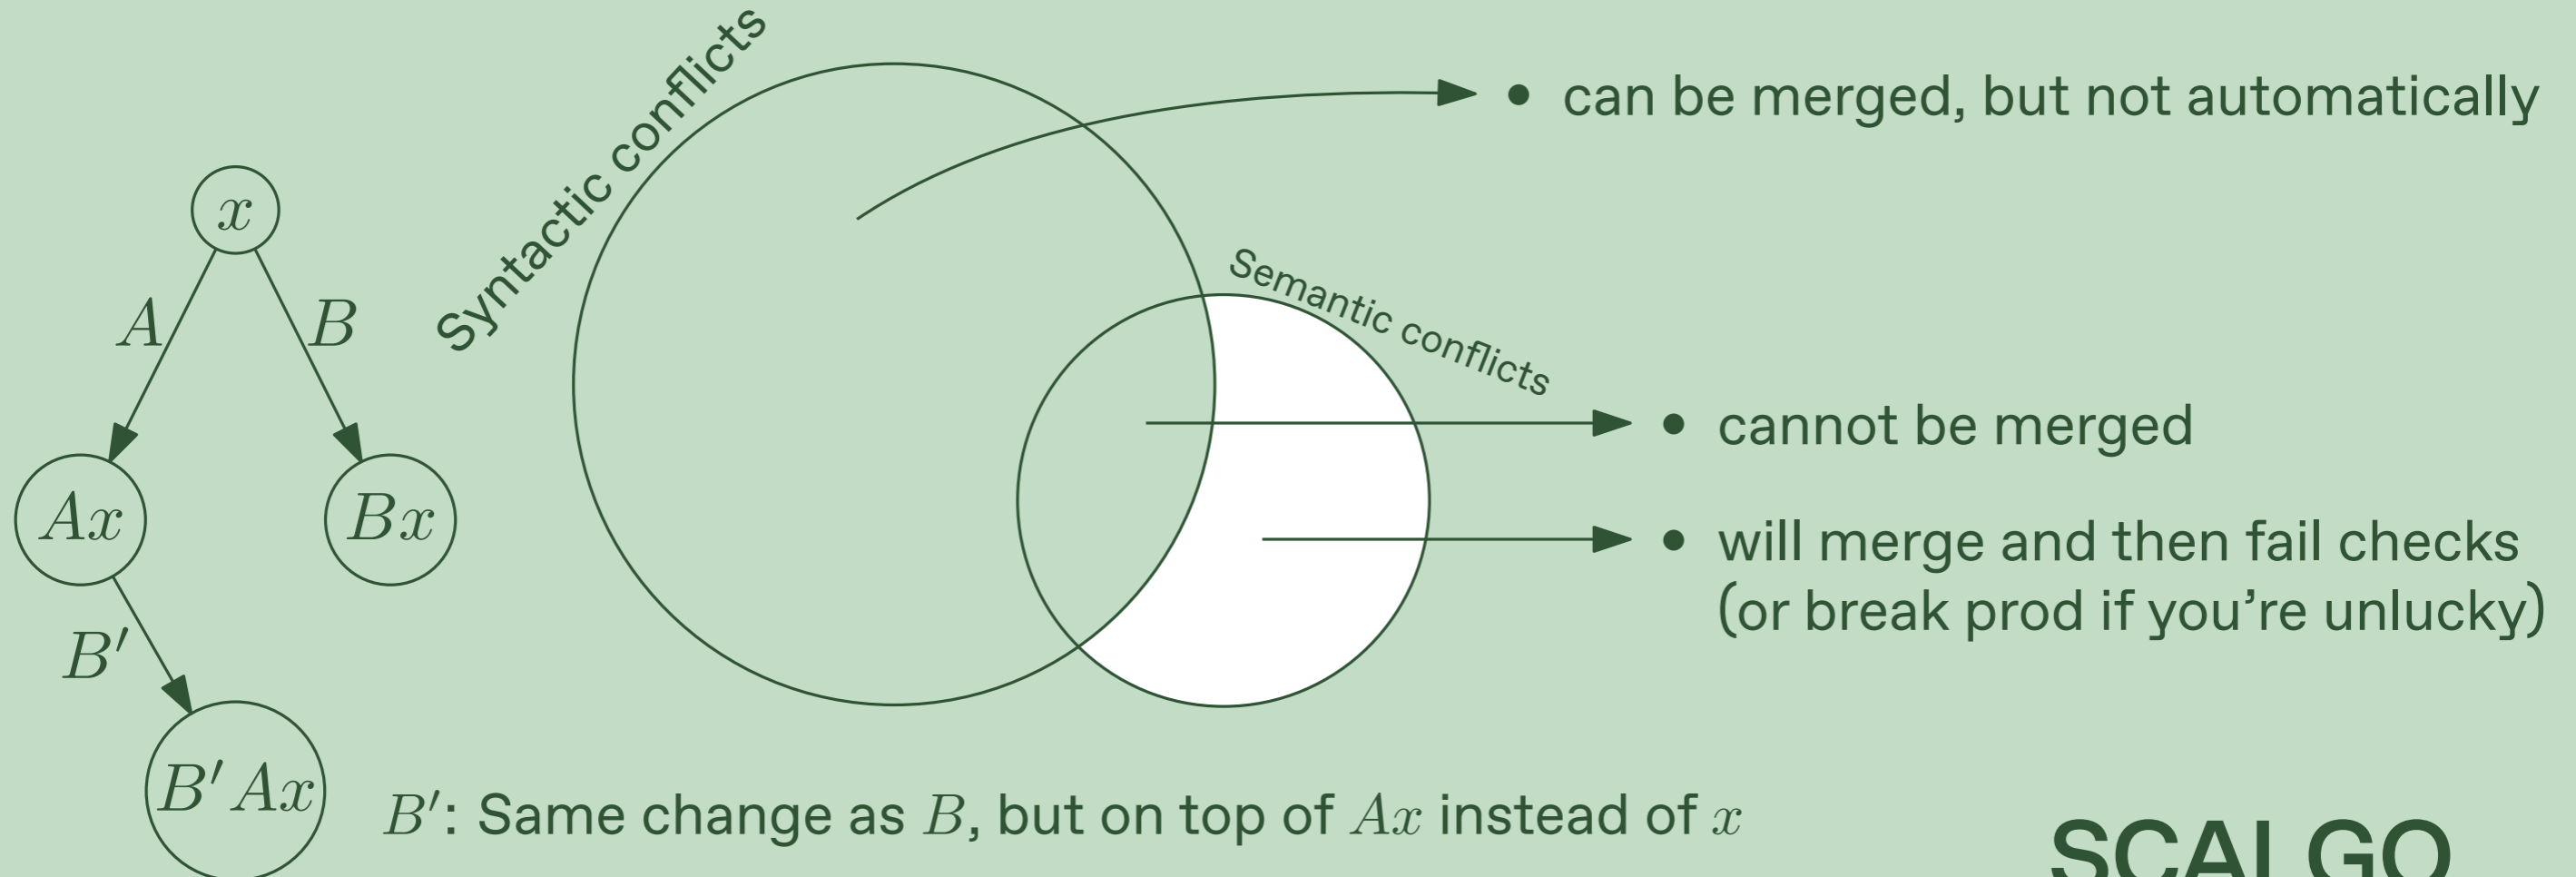 Syntactic conflicts
can be merged, but not automatically
x
A
B
Semantic conflicts
cannot be merged
Ax
Bx
will merge and then fail checks
(or break prod if you’re unlucky)
B′
B′Ax
B′: Same change as B, but on top of Ax instead of x
SCALGO